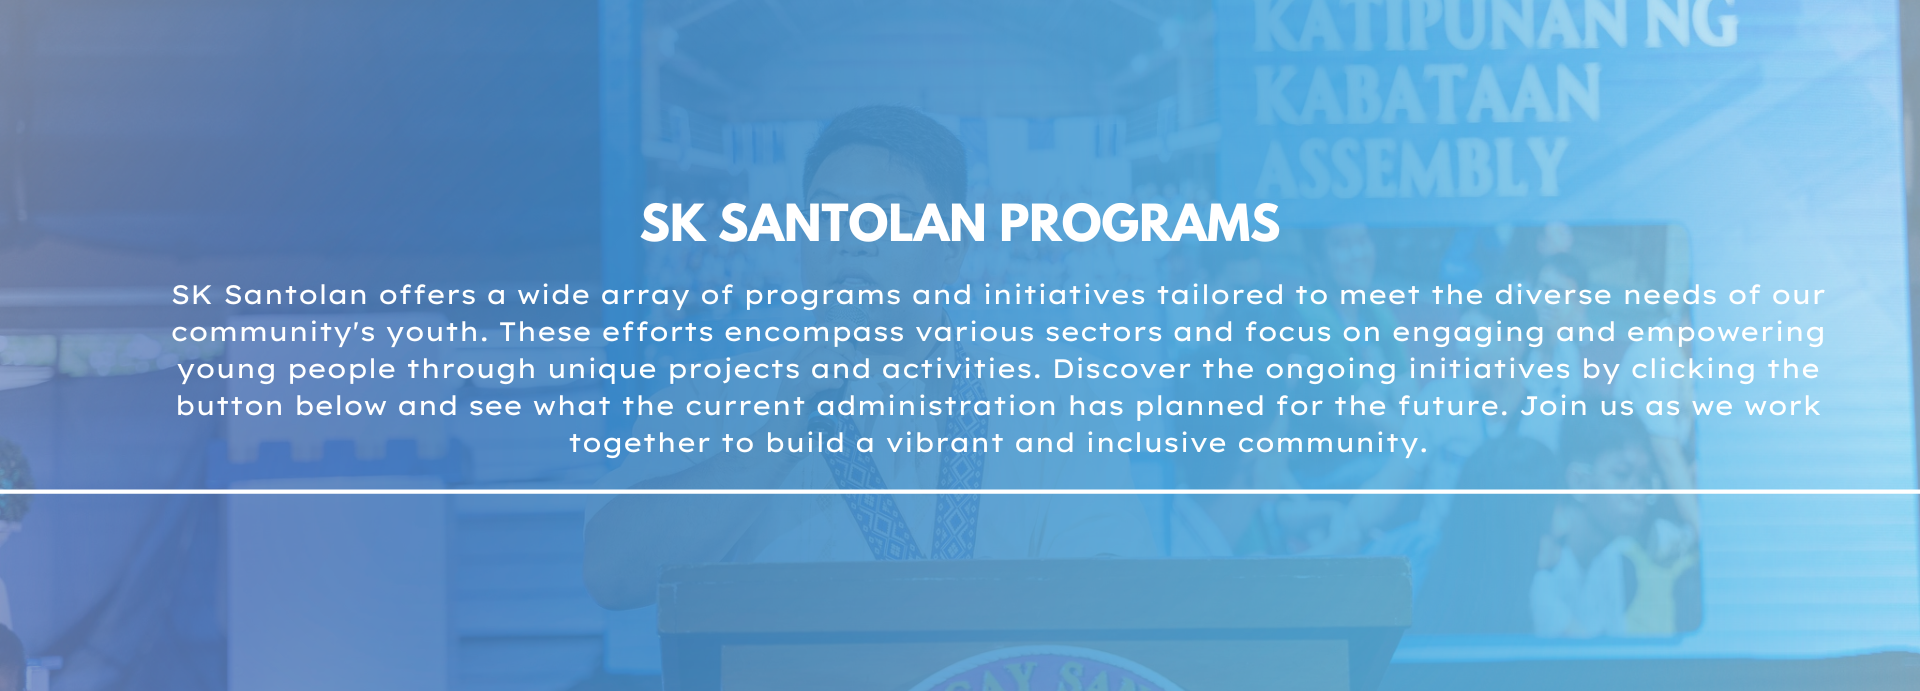 KATIPUNAN NG
KABATAAN
ASSEMBLY
SK SANTOLAN PROGRAMS
SK Santolan offers a wide array of programs and initiatives tailored to meet the diverse needs of our
community's youth. These efforts encompass various sectors and focus on engaging and empowering
young people through unique projects and activities. Discover the ongoing initiatives by clicking the
button below and see what the current administration has planned for the future. Join us as we work
together to build a vibrant and inclusive community.